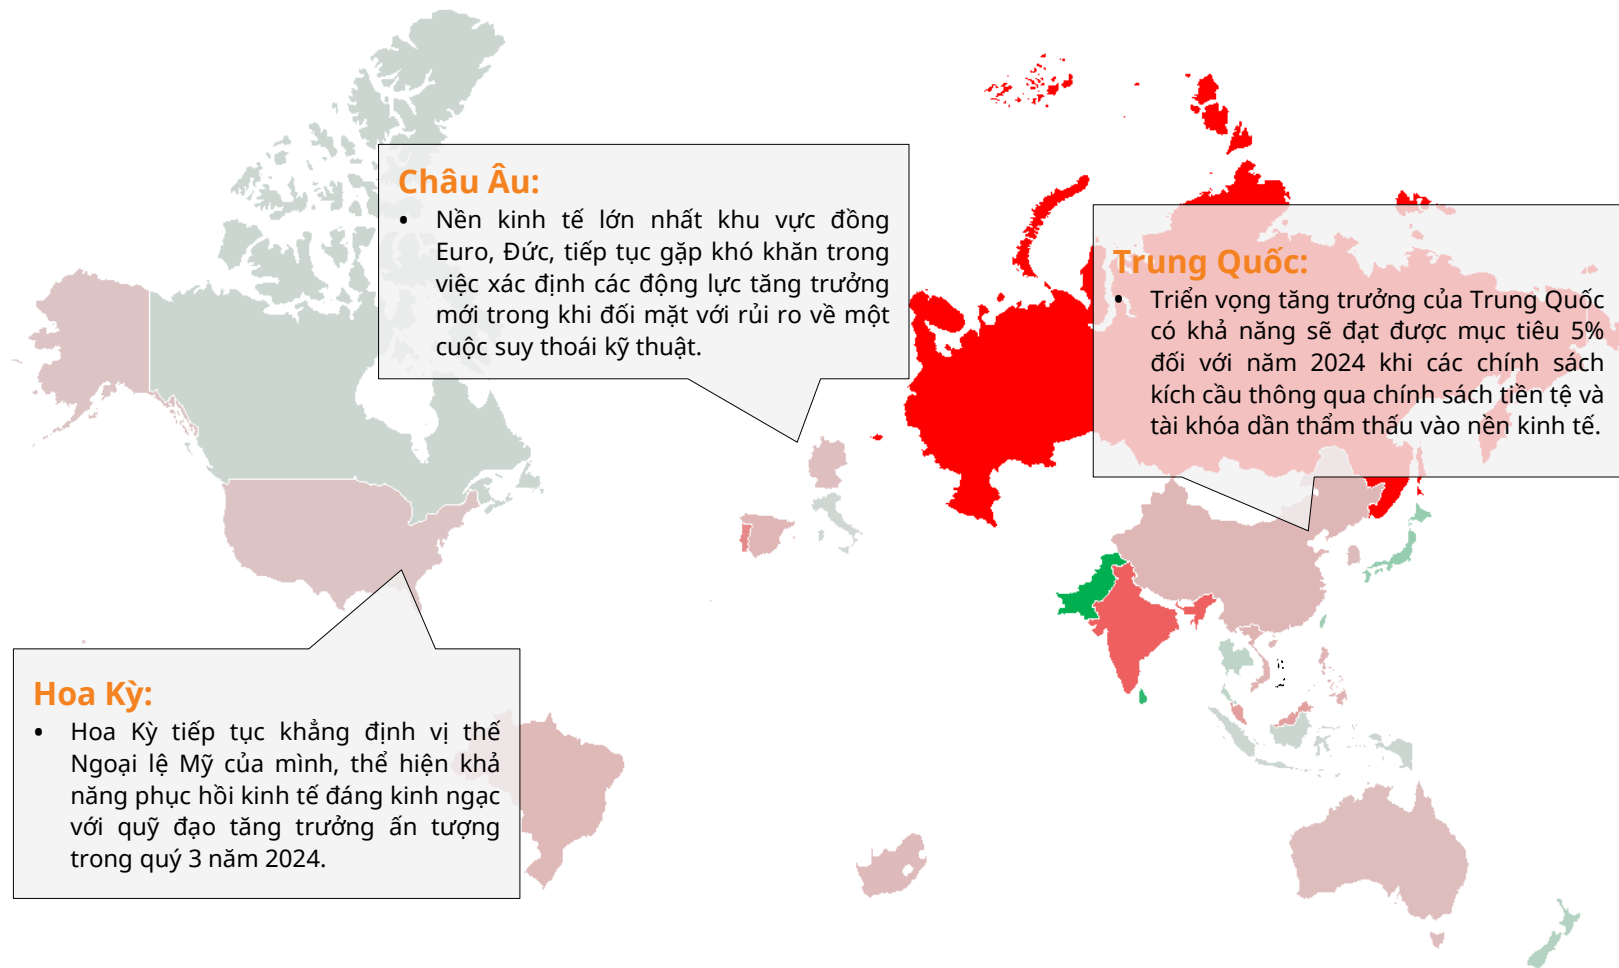 Châu Âu:
• Nền kinh tế lớn nhất khu vực đồng
Euro, Đức, tiếp tục gặp khó khăn trong
việc xác định các động lực tăng trưởng
mới trong khi đối mặt với rủi ro về một
cuộc suy thoái kỹ thuật.
Trung Quốc:
• Triển vọng tăng trưởng của Trung Quốc
có khả năng sẽ đạt được mục tiêu 5%
đối với năm 2024 khi các chính sách
kích cầu thông qua chính sách tiền tệ và
tài khóa dần thẩm thấu vào nền kinh tế.
Hoa Kỳ:
• Hoa Kỳ tiếp tục khẳng định vị thế
Ngoại lệ Mỹ của mình, thể hiện khả
năng phục hồi kinh tế đáng kinh ngạc
với quỹ đạo tăng trưởng ấn tượng
trong quý 3 năm 2024.